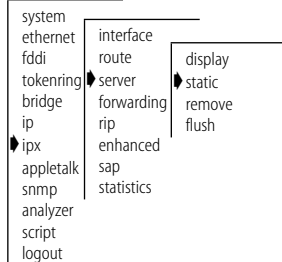 system
ethernet
fddi
tokenring
bridge
ip
ipx
appletalk
snmp
analyzer
script
logout
interface
route
server
forwarding
rip
enhanced
sap
statistics
display
static
remove
flush